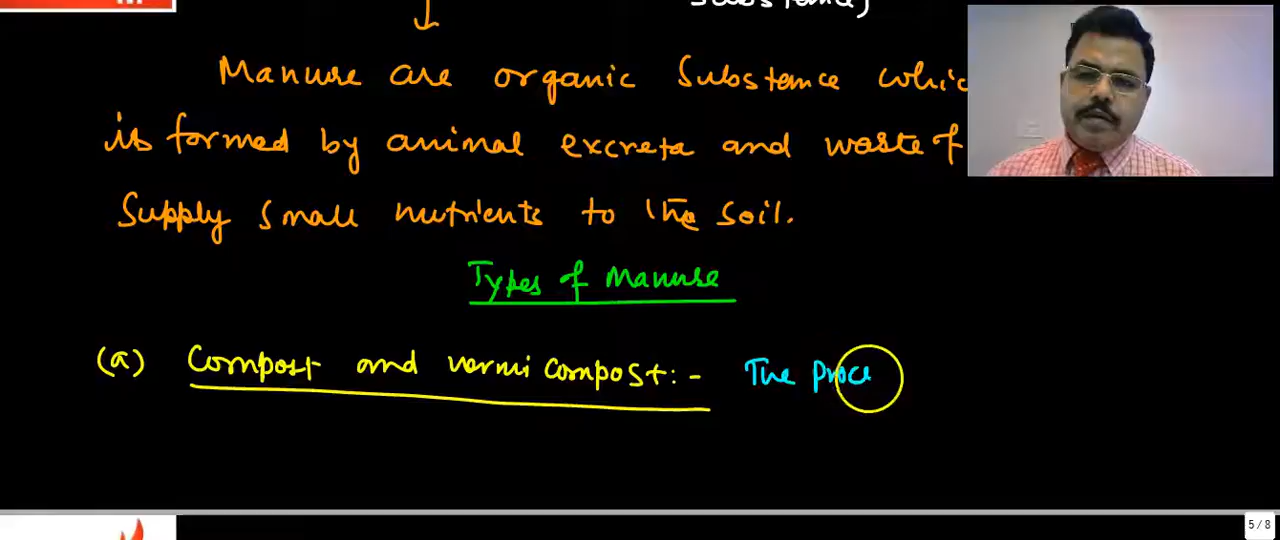 Manure are organic substance whic
is formed by animal excreta and waste of
Supply small nutrients to the soil.
Types of Manure
(a) Compost and vermi compost:- The proce
5 / 8